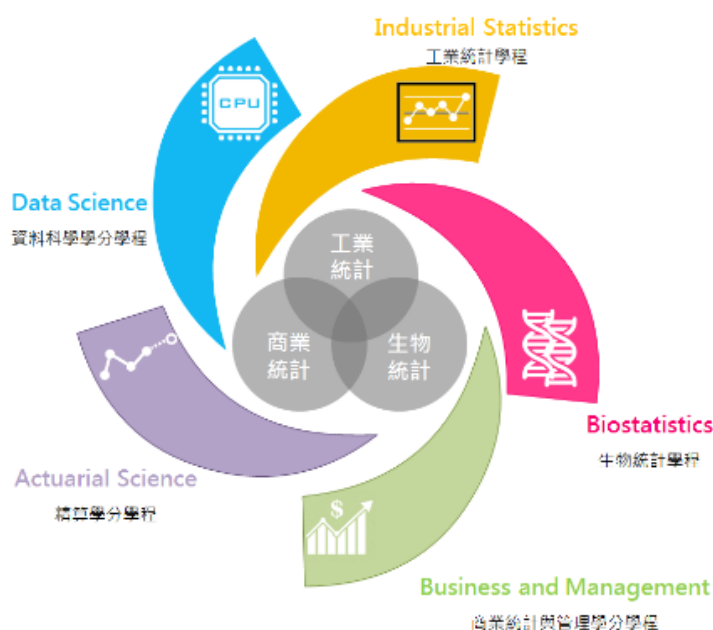 Industrial Statistics
工業統計學程
CPU
Data Science
資料科學學分學程
工業
統計
商業
統計
生物
統計
Biostatistics
生物統計學程
Actuarial Science
精算學分學程
$
Business and Management
商業統計與管理學分學程